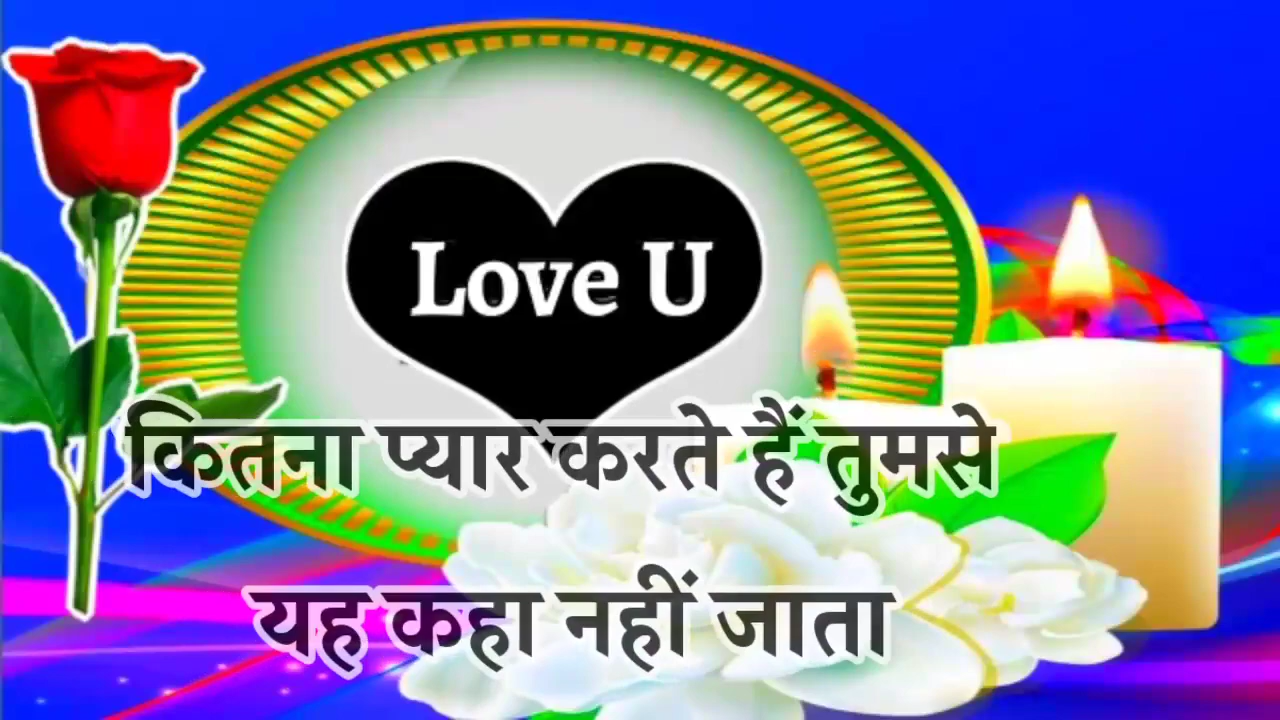 Love U
कितना प्यार करते हैं तुमसे
यह कहा नहीं जाता